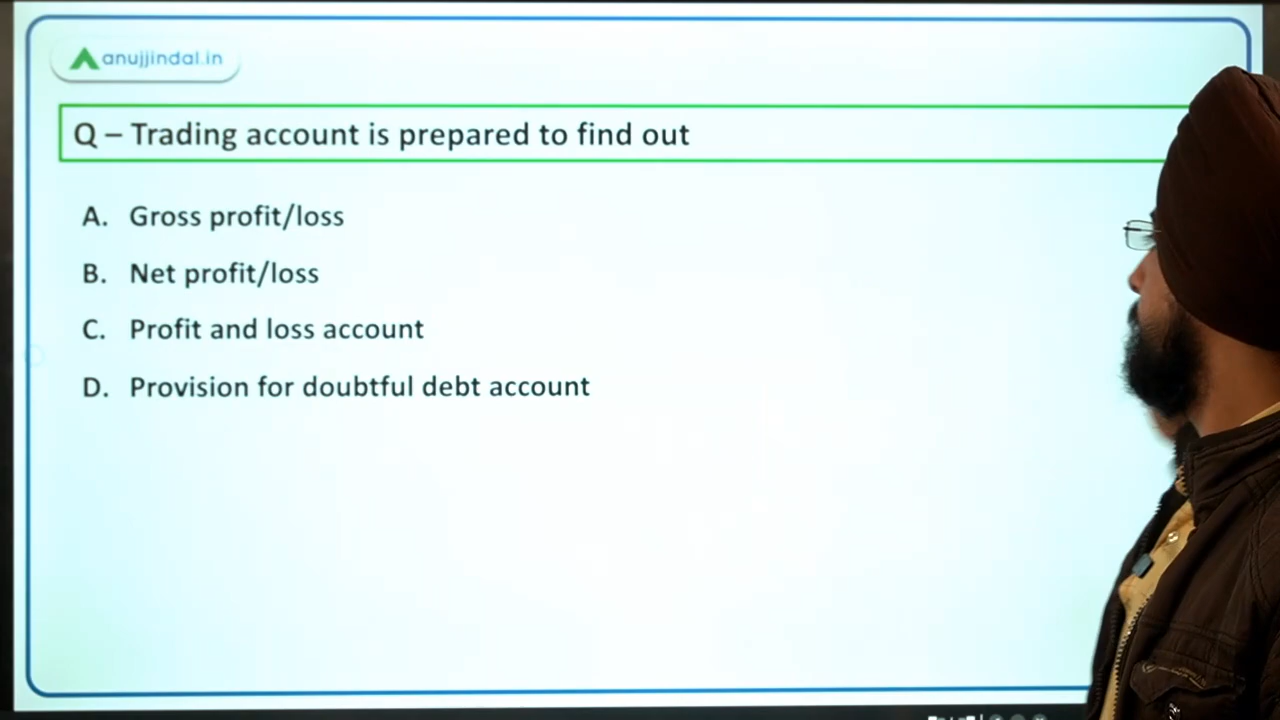 anujjindal.in
Q – Trading account is prepared to find out
A. Gross profit/loss
B. Net profit/loss
C. Profit and loss account
D. Provision for doubtful debt account